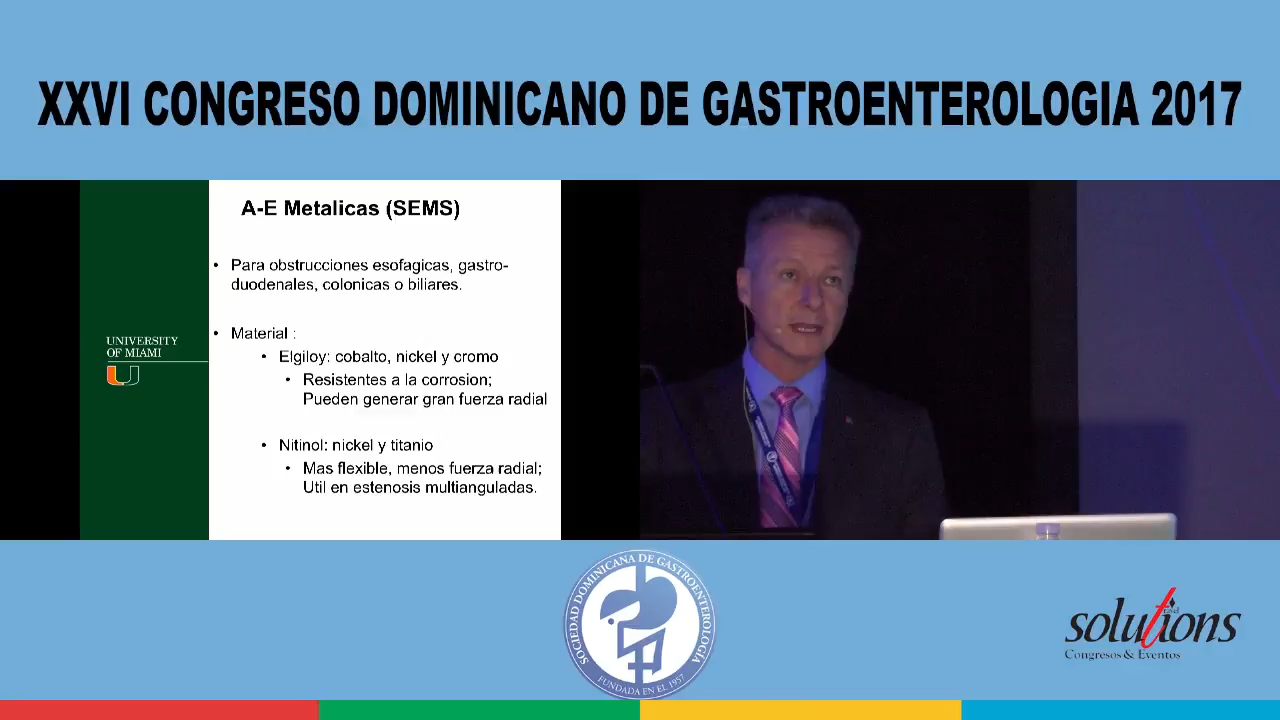 XXVI CONGRESO DOMINICANO DE GASTROENTEROLOGIA 2017
A-E Metalicas (SEMS)
• Para obstrucciones esofagicas, gastro-
duodenales, colonicas o biliares.
• Material :
• Elgiloy: cobalto, nickel y cromo
• Resistentes a la corrosion;
Pueden generar gran fuerza radial
• Nitinol: nickel y titanio
• Mas flexible, menos fuerza radial;
Util en estenosis multianguladas.
UNIVERSITY
OF MIAMI
U
SOCIEDAD DOMINICANA DE GASTROENTEROLOGÍA
FUNDADA EN EL 1957
solutions
Congresos & Eventos